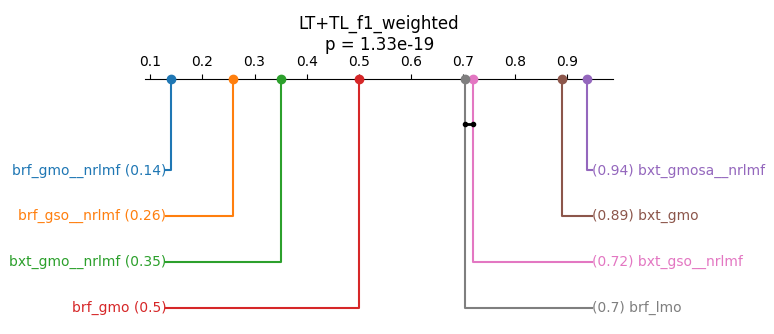 LT+TL_f1_weighted
p = 1.33e-19
0.1 0.2 0.3 0.4 0.5 0.6 0.7 0.8 0.9
brf_gmo__nrlmf (0.14) (0.94) bxt_gmosa__nrlmf
brf_gso__nrlmf (0.26) (0.89) bxt_gmo
bxt_gmo__nrlmf (0.35) (0.72) bxt_gso__nrlmf
brf_gmo (0.5) (0.7) brf_lmo